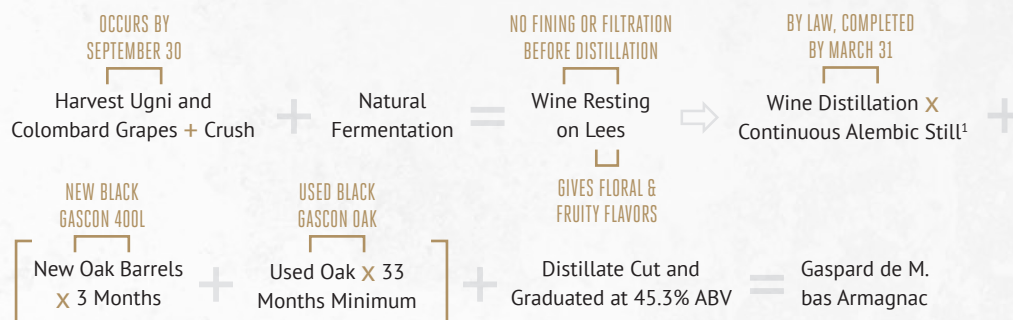 OCCURS BY
SEPTEMBER 30
Harvest Ugni and
Colombard Grapes + Crush
+
Natural
Fermentation
=
NO FINING OR FILTRATION
BEFORE DISTILLATION
Wine Resting
on Lees
GIVES FLORAL &
FRUITY FLAVORS
⇨
BY LAW, COMPLETED
BY MARCH 31
Wine Distillation x
Continuous Alembic Still¹
+
[
NEW BLACK
GASCON 400L
New Oak Barrels
x 3 Months
+
USED BLACK
GASCON OAK
Used Oak x 33
Months Minimum
]
+
Distillate Cut and
Graduated at 45.3% ABV
=
Gaspard de M.
bas Armagnac